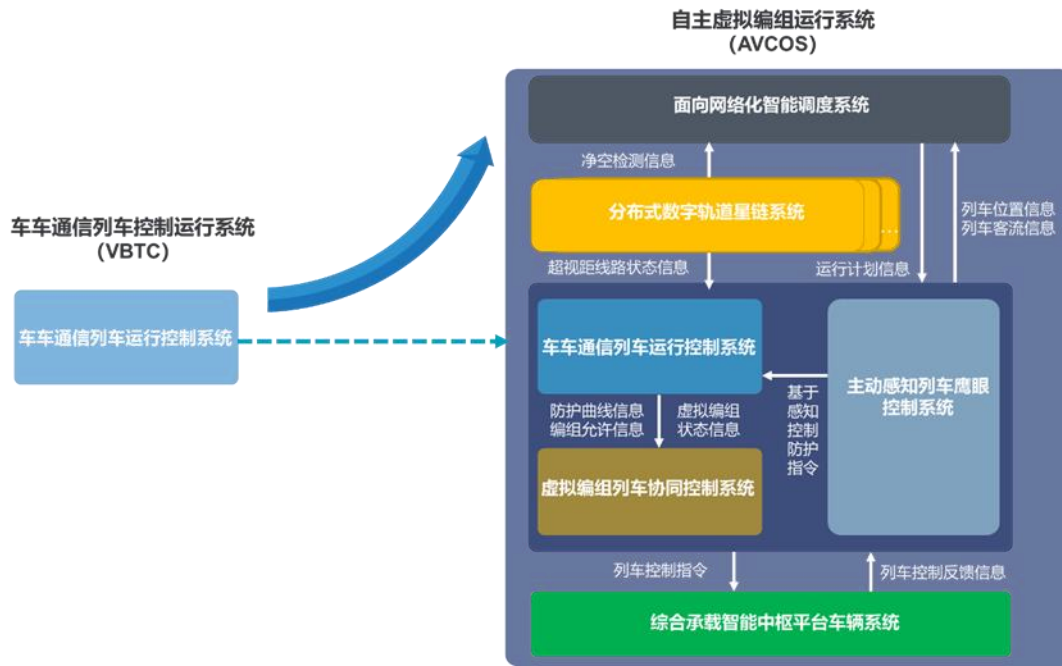 自主虚拟编组运行系统
(AVCOS)
面向网络化智能调度系统
净空检测信息
分布式数字轨道星链系统
...
列车位置信息
列车客流信息
超视距线路状态信息
运行计划信息
车车通信列车控制运行系统
(VBTC)
车车通信列车运行控制系统
车车通信列车运行控制系统
主动感知列车鹰眼
控制系统
基于
感知
控制
防护
指令
防护曲线信息
编组允许信息
虚拟编组
状态信息
虚拟编组列车协同控制系统
列车控制指令
列车控制反馈信息
综合承载智能中枢平台车辆系统